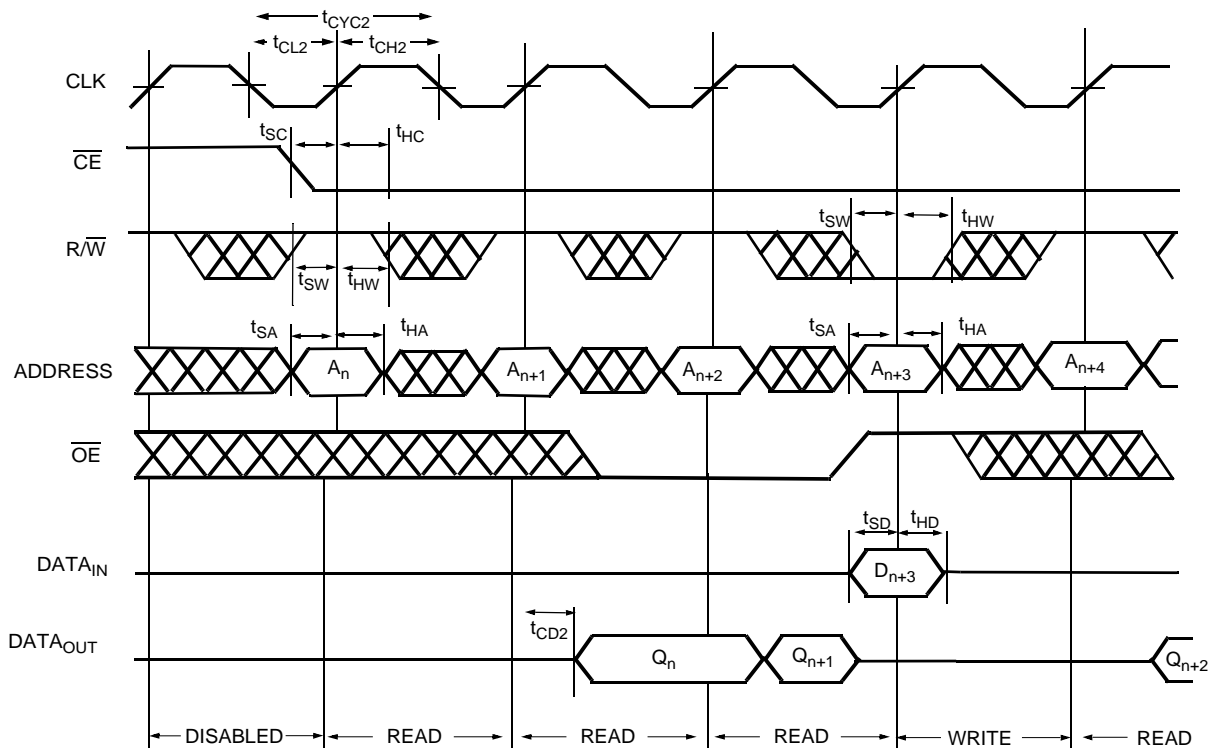 tCYC2
tCL2 tCH2
CLK
tSC tHC
CE
tSW tHW
R/W
tSW tHW
tSA tHA tSA tHA
ADDRESS An An+1 An+2 An+3 An+4
OE
tSD tHD
DATAIN Dn+3
tCD2
DATAOUT Qn Qn+1 Qn+2
DISABLED READ READ READ WRITE READ